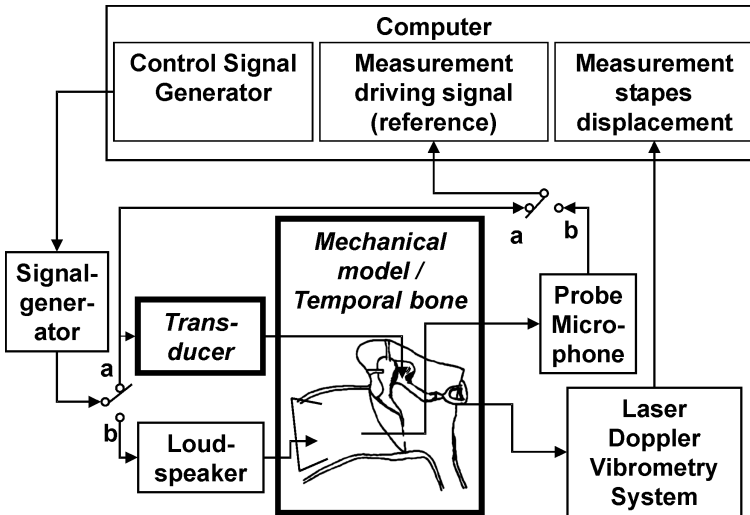 Computer
Control Signal
Generator
Measurement
driving signal
(reference)
Measurement
stapes
displacement
a
b
Signal-
gener-
ator
Mechanical
model /
Temporal bone
Probe
Micro-
phone
Trans-
ducer
a
b
Loud-
speaker
Laser
Doppler
Vibrometry
System